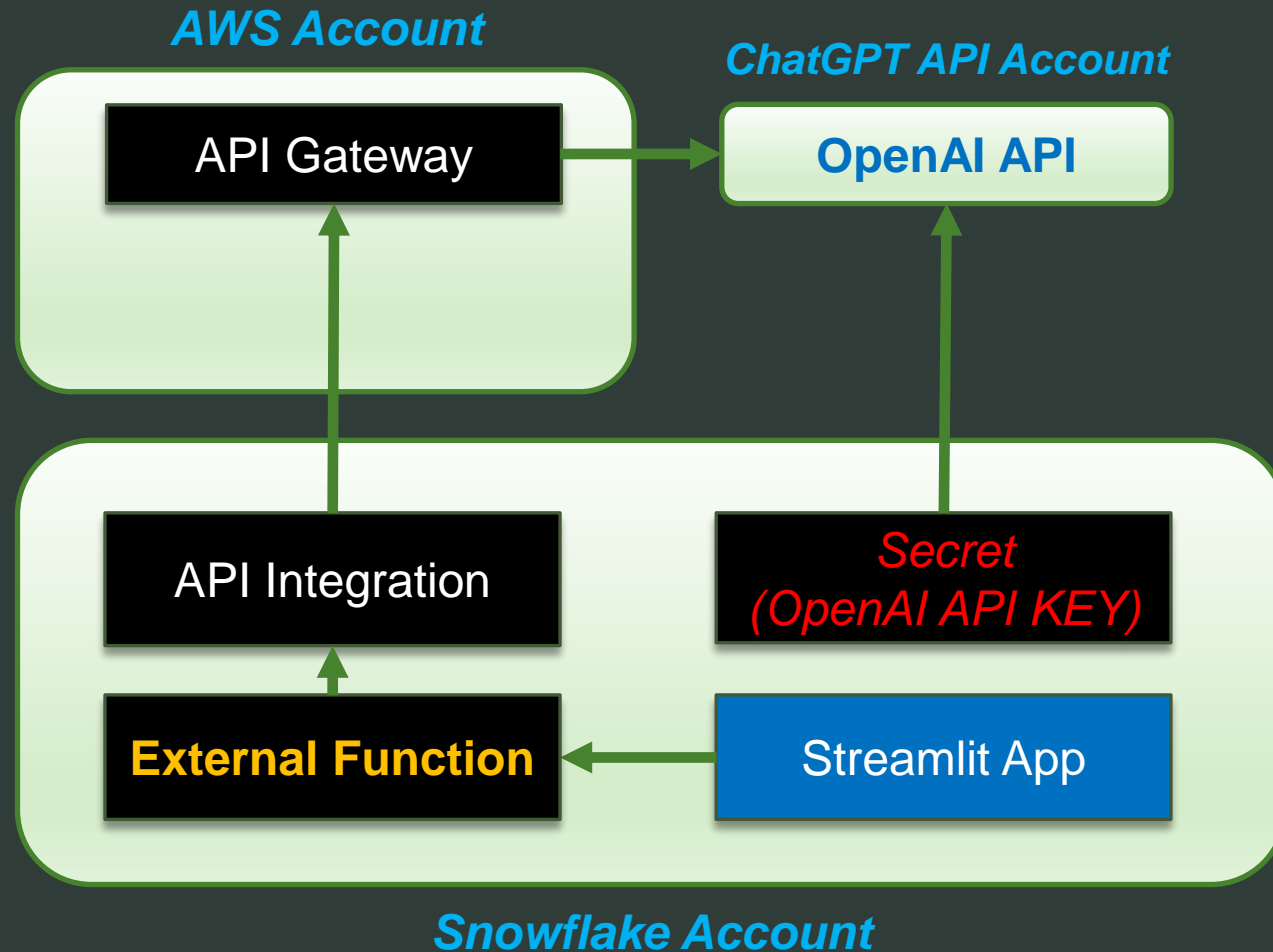 AWS Account
ChatGPT API Account
API Gateway
OpenAI API
API Integration
Secret
(OpenAI API KEY)
External Function
Streamlit App
Snowflake Account